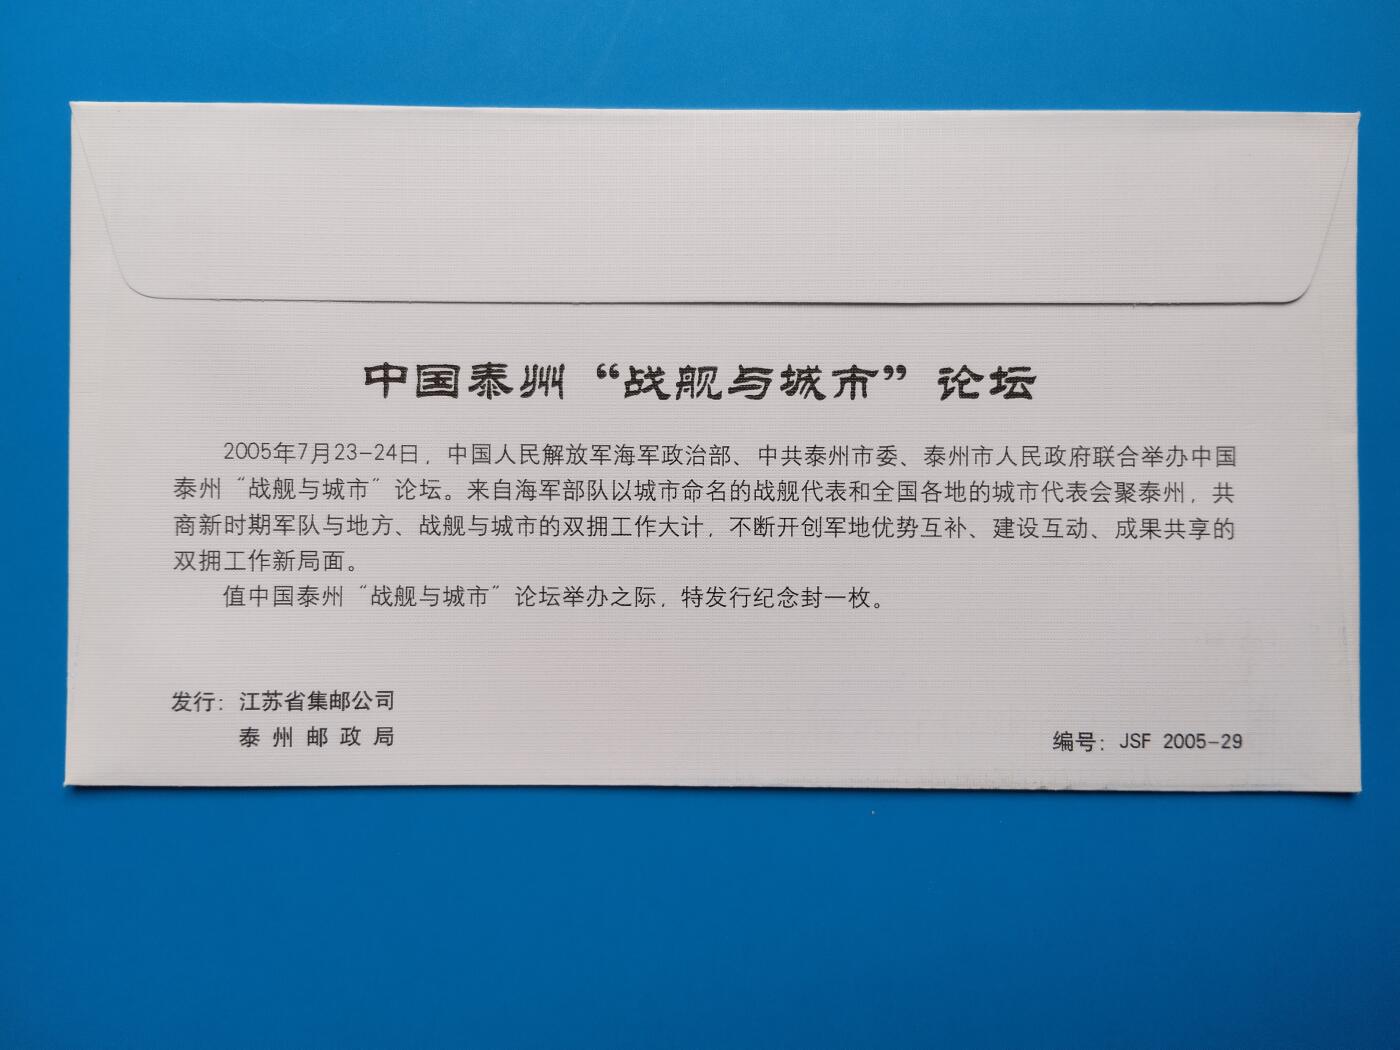 中国泰州“战舰与城市”论坛
2005年7月23-24日，中国人民解放军海军政治部、中共泰州市委、泰州市人民政府联合举办中国
泰州“战舰与城市”论坛。来自海军部队以城市命名的战舰代表和全国各地的城市代表会聚泰州，共
商新时期军队与地方、战舰与城市的双拥工作大计，不断开创军地优势互补、建设互动、成果共享的
双拥工作新局面。
值中国泰州“战舰与城市”论坛举办之际，特发行纪念封一枚。
发行：江苏省集邮公司
泰州邮政局
编号：JSF 2005-29